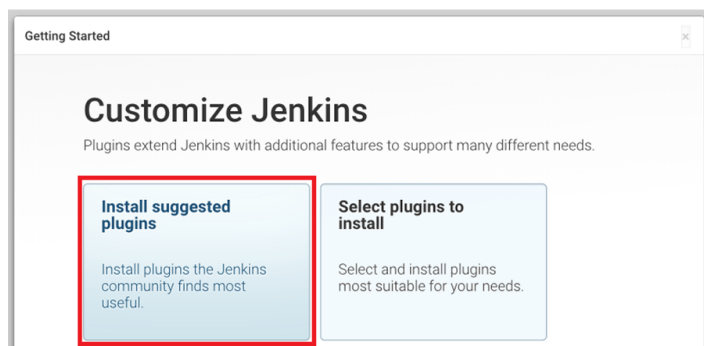 Getting Started
×
Customize Jenkins
Plugins extend Jenkins with additional features to support many different needs.
Install suggested
plugins
Install plugins the Jenkins
community finds most
useful.
Select plugins to
install
Select and install plugins
most suitable for your needs.